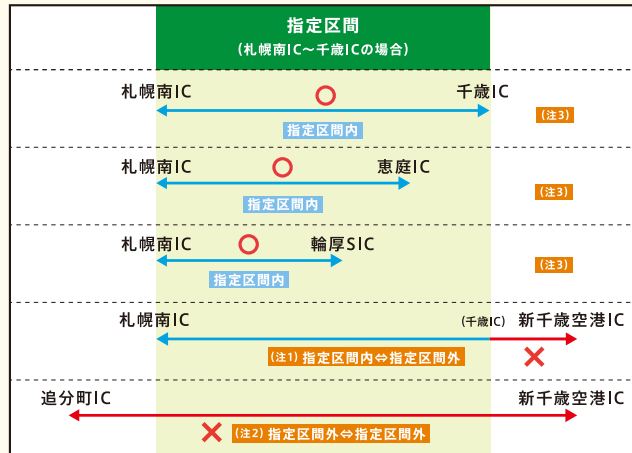 指定区間
(札幌南IC～千歳ICの場合)
札幌南IC 千歳IC
指定区間内
(注3)
札幌南IC 恵庭IC
指定区間内
(注3)
札幌南IC 輪厚SIC
指定区間内
(注3)
札幌南IC (千歳IC) 新千歳空港IC
(注1) 指定区間内⇔指定区間外
追分町IC 新千歳空港IC
(注2) 指定区間外⇔指定区間外